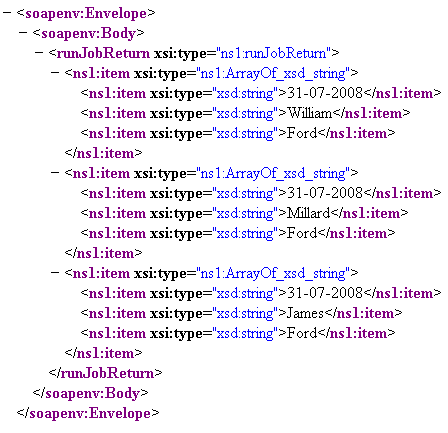 − <soapenv:Envelope>
− <soapenv:Body>
− <runJobReturn xsi:type="ns1:runJobReturn">
− <ns1:item xsi:type="ns1:ArrayOf_xsd_string">
<ns1:item xsi:type="xsd:string">31-07-2008</ns1:item>
<ns1:item xsi:type="xsd:string">William</ns1:item>
<ns1:item xsi:type="xsd:string">Ford</ns1:item>
</ns1:item>
− <ns1:item xsi:type="ns1:ArrayOf_xsd_string">
<ns1:item xsi:type="xsd:string">31-07-2008</ns1:item>
<ns1:item xsi:type="xsd:string">Millard</ns1:item>
<ns1:item xsi:type="xsd:string">Ford</ns1:item>
</ns1:item>
− <ns1:item xsi:type="ns1:ArrayOf_xsd_string">
<ns1:item xsi:type="xsd:string">31-07-2008</ns1:item>
<ns1:item xsi:type="xsd:string">James</ns1:item>
<ns1:item xsi:type="xsd:string">Ford</ns1:item>
</ns1:item>
</runJobReturn>
</soapenv:Body>
</soapenv:Envelope>